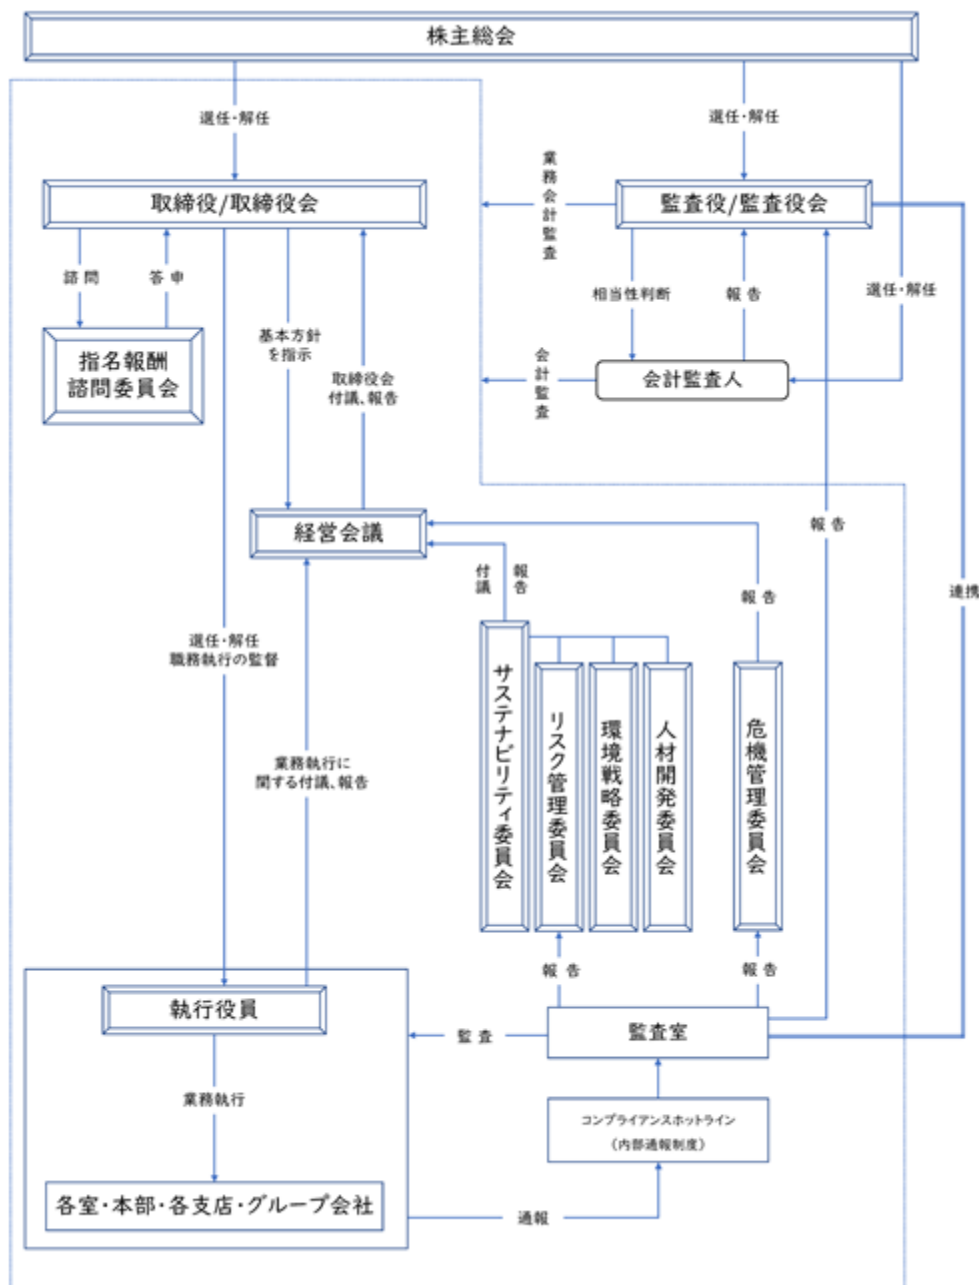 株主総会
選任・解任
選任・解任
取締役/取締役会
業務会計監査
監査役/監査役会
諮問
答申
相当性判断
報告
選任・解任
基本方針
を指示
指名報酬
諮問委員会
取締役会
付議、報告
会計監査
会計監査人
経営会議
報告
付議
報告
報告
連携
選任・解任
職務執行の監督
サステナビリティ委員会
リスク管理委員会
環境戦略委員会
人材開発委員会
危機管理委員会
業務執行に
関する付議、報告
報告
報告
執行役員
監査
監査室
業務執行
コンプライアンスホットライン
(内部通報制度)
各室・本部・各支店・グループ会社
通報